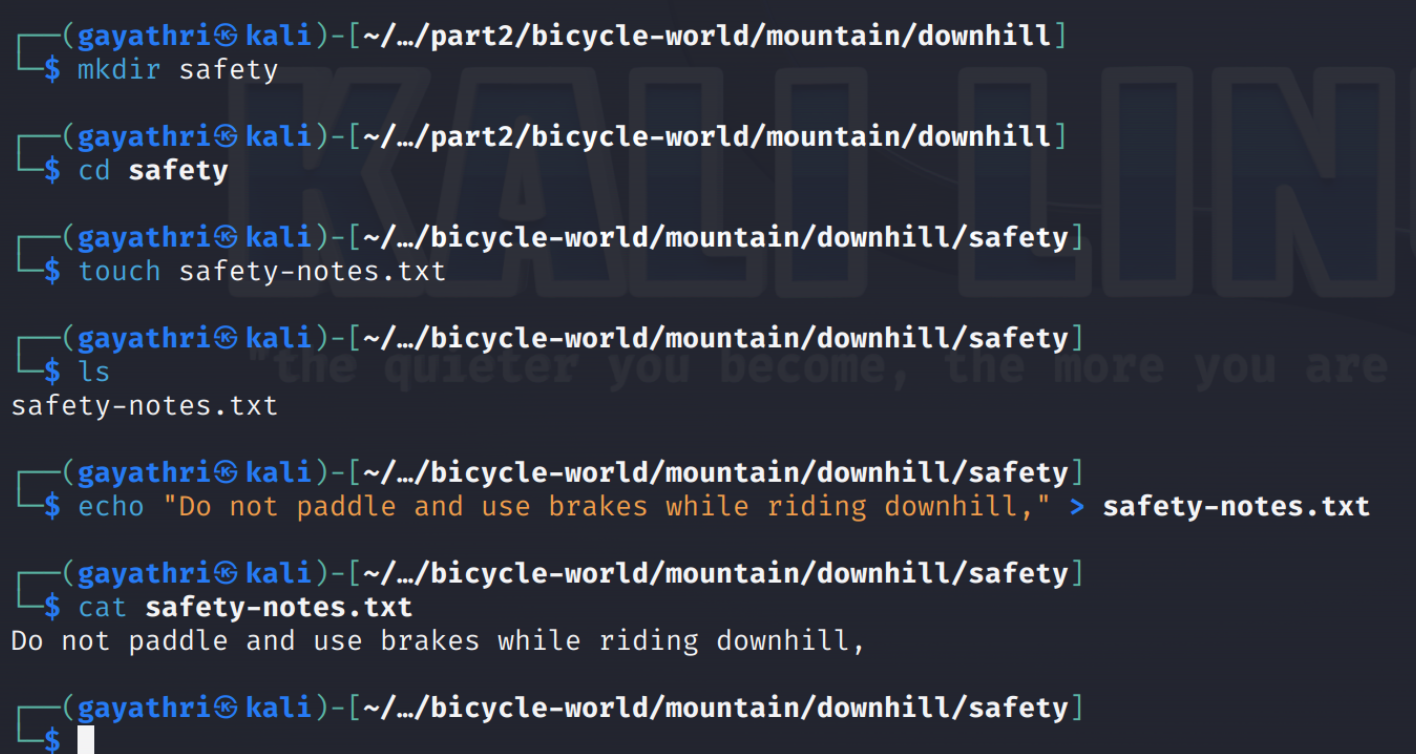 ┌──(gayathri㉿kali)-[~/…/part2/bicycle-world/mountain/downhill]
└─$ mkdir safety
┌──(gayathri㉿kali)-[~/…/part2/bicycle-world/mountain/downhill]
└─$ cd safety
┌──(gayathri㉿kali)-[~/…/bicycle-world/mountain/downhill/safety]
└─$ touch safety-notes.txt
┌──(gayathri㉿kali)-[~/…/bicycle-world/mountain/downhill/safety]
└─$ ls
safety-notes.txt
┌──(gayathri㉿kali)-[~/…/bicycle-world/mountain/downhill/safety]
└─$ echo "Do not paddle and use brakes while riding downhill," > safety-notes.txt
┌──(gayathri㉿kali)-[~/…/bicycle-world/mountain/downhill/safety]
└─$ cat safety-notes.txt
Do not paddle and use brakes while riding downhill,
┌──(gayathri㉿kali)-[~/…/bicycle-world/mountain/downhill/safety]
└─$
KALI LIN
"the quieter you become, the more you are